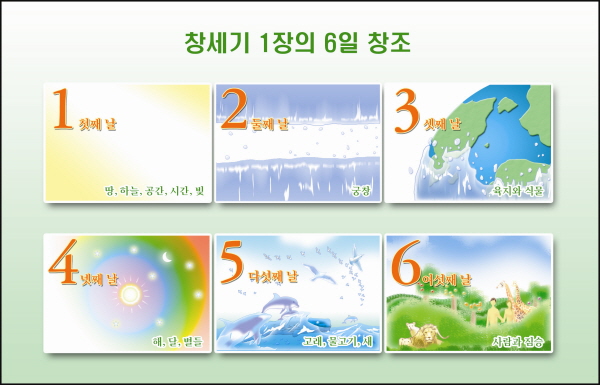 창세기 1장의 6일 창조
1 첫째 날
땅, 하늘, 공간, 시간, 빛
2 둘째 날
궁창
3 셋째 날
육지와 식물
4 넷째 날
해, 달, 별들
5 다섯째 날
고래, 물고기, 새
6 여섯째 날
사람과 짐승